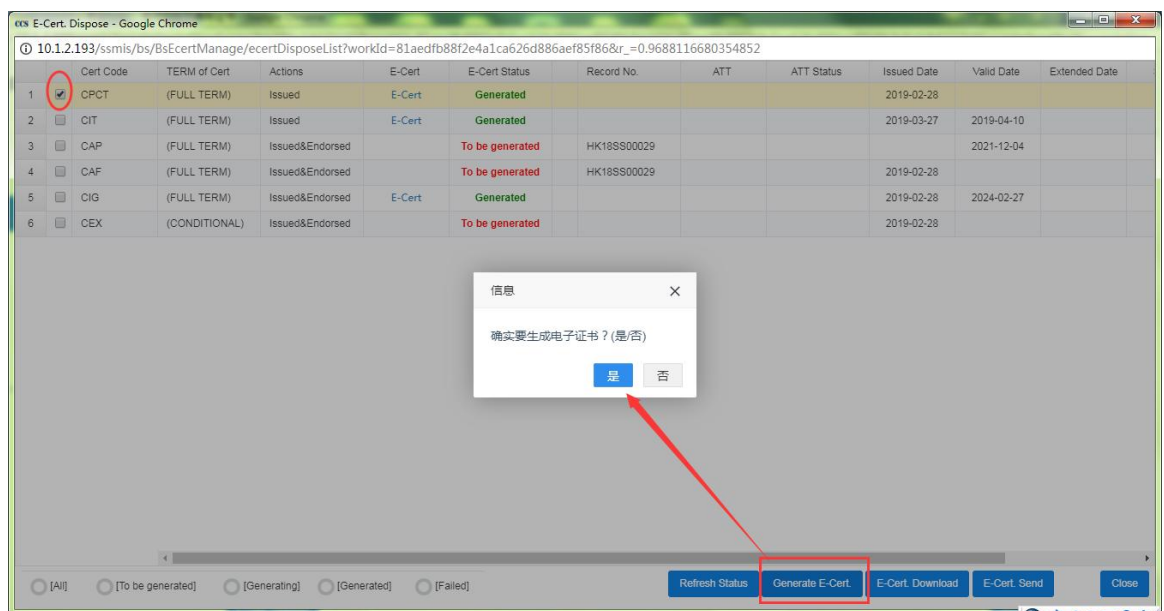 ccs E-Cert. Dispose - Google Chrome
10.1.2.193/ssmis/bs/BsEcertManage/ecertDisposeList?workId=81aedfb88f2e4a1ca626d886aef85f86&r_=0.9688116680354852
Cert Code TERM of Cert Actions E-Cert E-Cert Status Record No. ATT ATT Status Issued Date Valid Date Extended Date
1 CPCT (FULL TERM) Issued E-Cert Generated 2019-02-28
2 CIT (FULL TERM) Issued E-Cert Generated 2019-03-27 2019-04-10
3 CAP (FULL TERM) Issued&Endorsed To be generated HK18SS00029 2021-12-04
4 CAF (FULL TERM) Issued&Endorsed To be generated HK18SS00029 2019-02-28
5 CIG (FULL TERM) Issued&Endorsed E-Cert Generated 2019-02-28 2024-02-27
6 CEX (CONDITIONAL) Issued&Endorsed To be generated 2019-02-28
信息
确实要生成电子证书？(是/否)
是 否
[All] [To be generated] [Generating] [Generated] [Failed] Refresh Status Generate E-Cert. E-Cert. Download E-Cert. Send Close